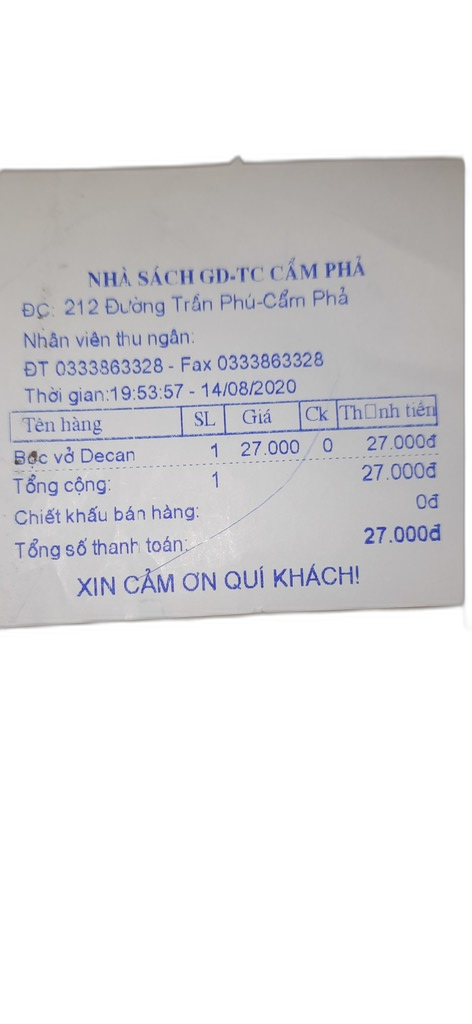 NHÀ SÁCH GD-TC CẨM PHẢ
ĐC: 212 Đường Trần Phú-Cẩm Phả
Nhân viên thu ngân:
ĐT 0333863328 - Fax 0333863328
Thời gian:19:53:57 - 14/08/2020
Tên hàng SL Giá Ck Th□nh tiền
Bọc vở Decan 1 27.000 0 27.000đ
Tổng cộng: 1 27.000đ
Chiết khấu bán hàng: 0đ
Tổng số thanh toán: 27.000đ
XIN CẢM ƠN QUÍ KHÁCH!